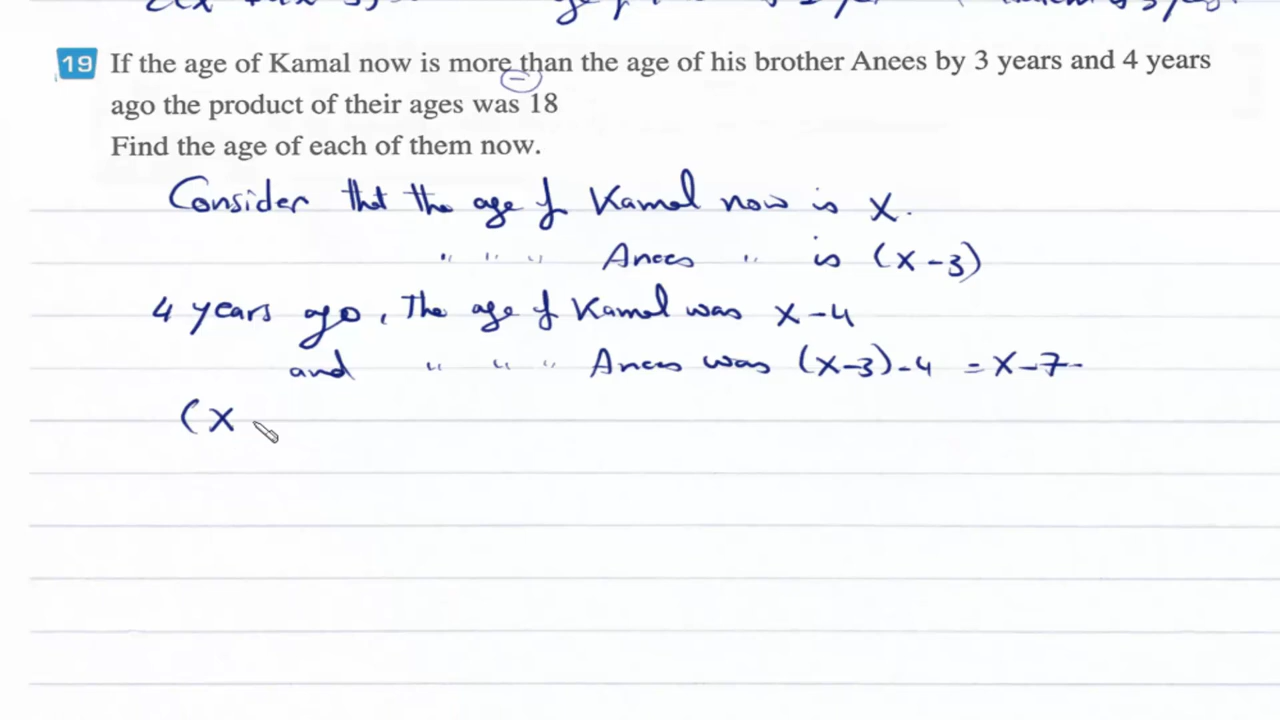 19 If the age of Kamal now is more than the age of his brother Anees by 3 years and 4 years
ago the product of their ages was 18
Find the age of each of them now.
Consider that the age of Kamal now is X.
" " " Anees " is (X-3)
4 years ago, The age of Kamal was X-4
and " " " Anees was (X-3)-4 = X-7
(X